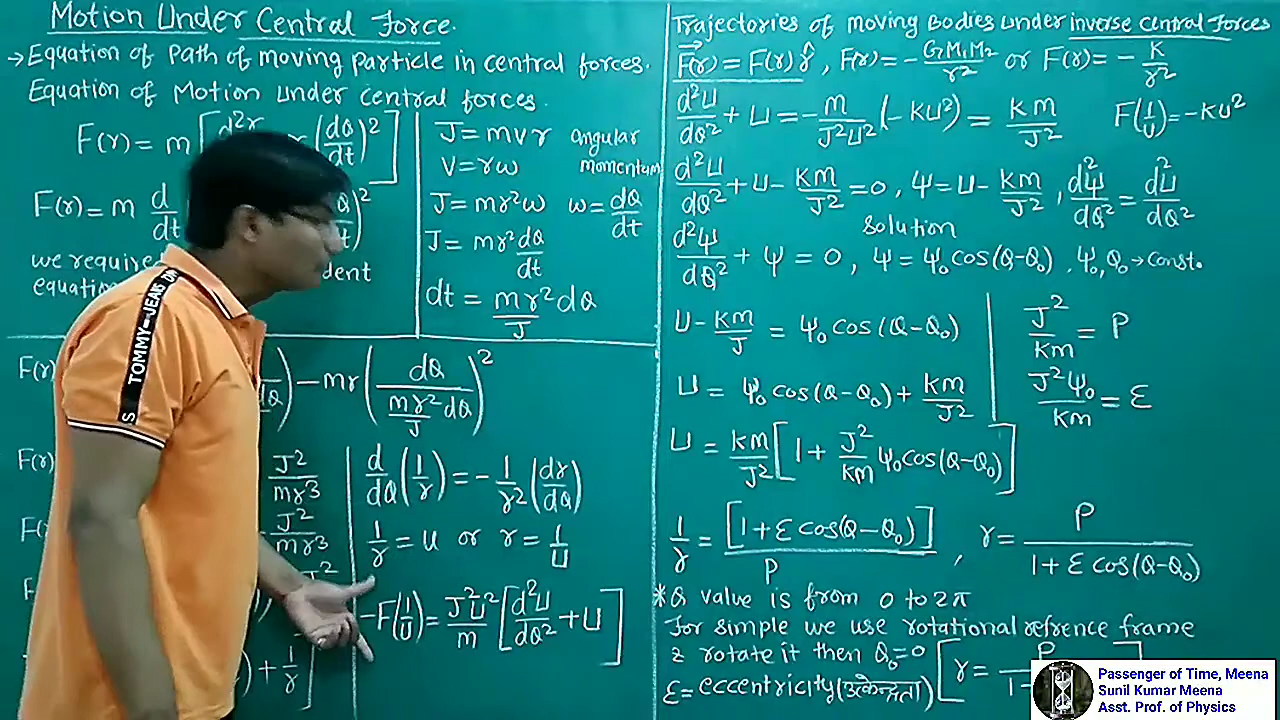 Motion Under Central Force.
→ Equation of Path of moving particle in central forces.
Equation of Motion Under central forces.
F(r) = m [ d²r (dθ/dt)² ]
F(r) = m d/dt )²
we require dent
equation
J = mvr angular momentum
V = rω
J = mr²ω ω = dθ/dt
J = mr² dθ/dt
dt = mr²dθ/J
F(r) ) − mr ( dθ / (mr²dθ/J) )²
F(r) J²/mr³
F(r) J²/mr³
) + 1/r ]
d/dθ (1/r) = −1/r² (dr/dθ)
1/r = u or r = 1/u
−F(1/u) = J²u²/m [ d²u/dθ² + u ]
Trajectories of moving Bodies under inverse central Forces
F(r) = F(r) r̂, F(r) = − GM₁M₂/r² or F(r) = − K/r²
d²u/dθ² + u = − m/J²u² (−Ku²) = Km/J² F(1/u) = −Ku²
d²u/dθ² + u − Km/J² = 0, Ψ = u − Km/J², d²Ψ/dθ² = d²u/dθ²
Solution
d²Ψ/dθ² + Ψ = 0, Ψ = Ψ₀ cos(θ−θ₀) , Ψ₀, θ₀ → const.
u − Km/J = Ψ₀ cos(θ−θ₀)
u = Ψ₀ cos(θ−θ₀) + Km/J²
u = Km/J² [ 1 + J²/Km Ψ₀cos(θ−θ₀) ]
J²/Km = P
J²Ψ₀/Km = ε
1/r = [1 + ε cos(θ−θ₀)]/P , r = P/1 + ε cos(θ−θ₀)
*θ value is from 0 to 2π
For simple we use rotational refrence frame
& rotate it then θ₀ = 0 [ r = P/1
ε = eccentricity (उत्केन्द्रता)
TOMMY-JEANS
Passenger of Time, Meena
Sunil Kumar Meena
Asst. Prof. of Physics